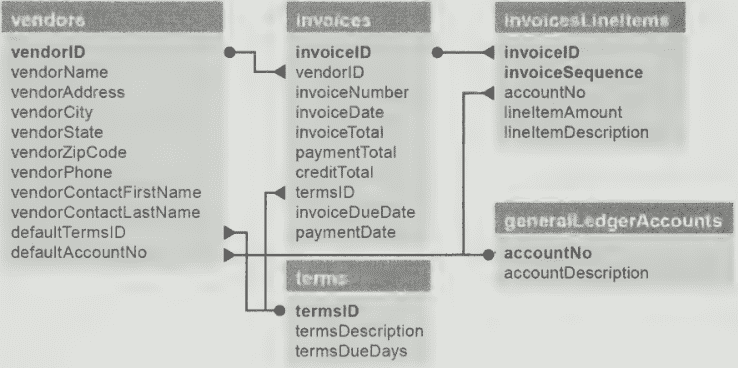 vendors
vendorID
vendorName
vendorAddress
vendorCity
vendorState
vendorZipCode
vendorPhone
vendorContactFirstName
vendorContactLastName
defaultTermsID
defaultAccountNo
invoices
invoiceID
vendorID
invoiceNumber
invoiceDate
invoiceTotal
paymentTotal
creditTotal
termsID
invoiceDueDate
paymentDate
terms
termsID
termsDescription
termsDueDays
invoicesLineItems
invoiceID
invoiceSequence
accountNo
lineItemAmount
lineItemDescription
generalLedgerAccounts
accountNo
accountDescription